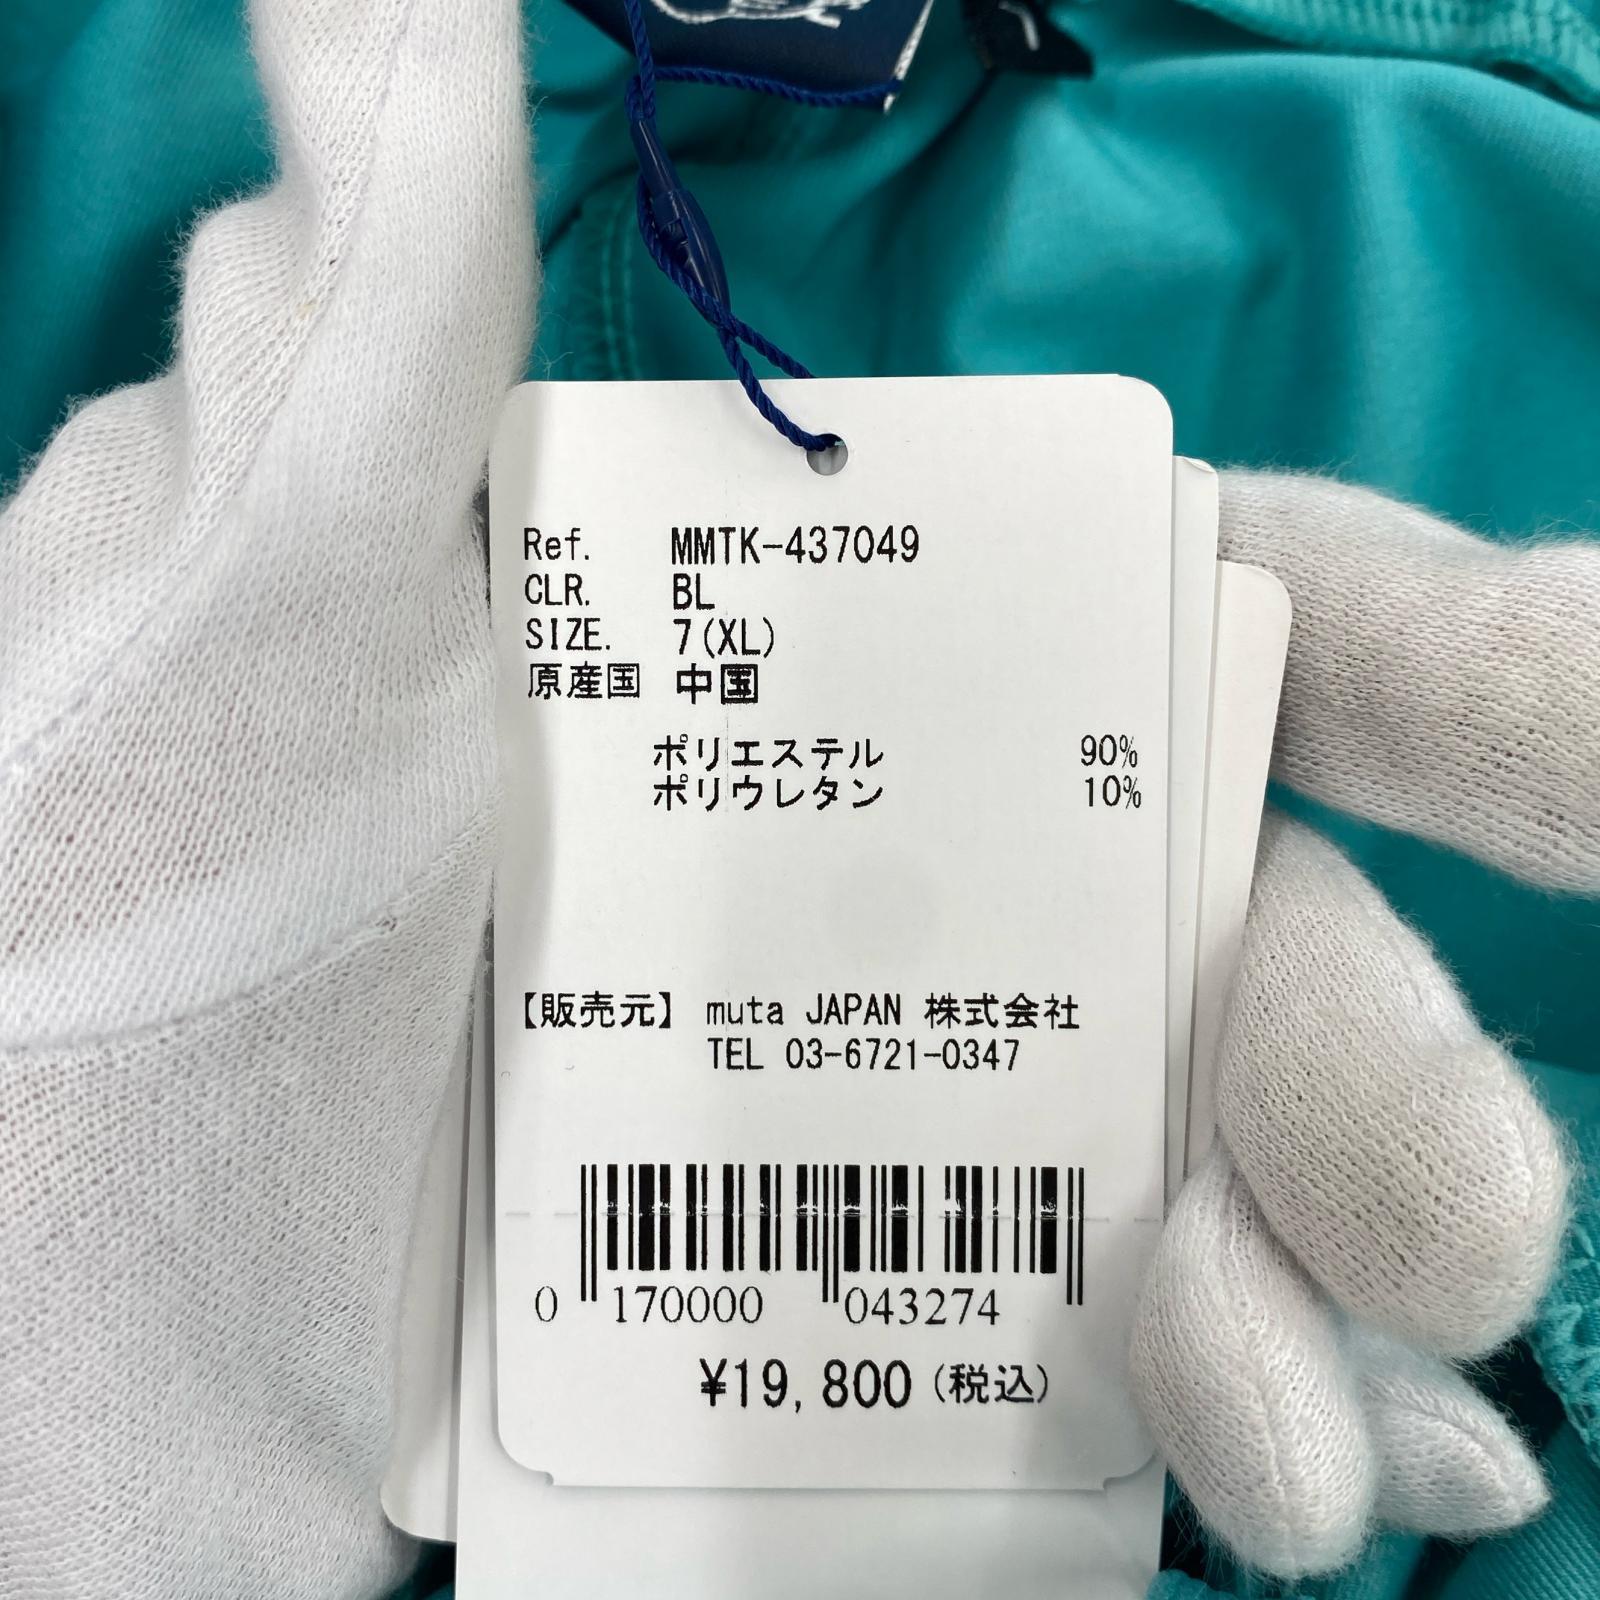 Ref. MMTK-437049
CLR. BL
SIZE. 7(XL)
原産国 中国
ポリエステル 90%
ポリウレタン 10%
【販売元】 muta JAPAN 株式会社
TEL 03-6721-0347
0 170000 043274
¥19,800(税込)